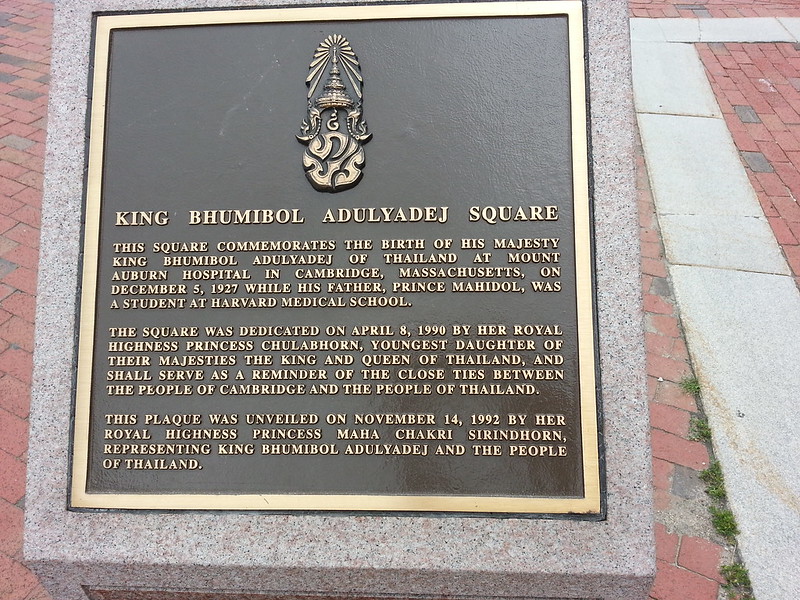 KING BHUMIBOL ADULYADEJ SQUARE
THIS SQUARE COMMEMORATES THE BIRTH OF HIS MAJESTY
KING BHUMIBOL ADULYADEJ OF THAILAND AT MOUNT
AUBURN HOSPITAL IN CAMBRIDGE, MASSACHUSETTS, ON
DECEMBER 5, 1927 WHILE HIS FATHER, PRINCE MAHIDOL, WAS
A STUDENT AT HARVARD MEDICAL SCHOOL.
THE SQUARE WAS DEDICATED ON APRIL 8, 1990 BY HER ROYAL
HIGHNESS PRINCESS CHULABHORN, YOUNGEST DAUGHTER OF
THEIR MAJESTIES THE KING AND QUEEN OF THAILAND, AND
SHALL SERVE AS A REMINDER OF THE CLOSE TIES BETWEEN
THE PEOPLE OF CAMBRIDGE AND THE PEOPLE OF THAILAND.
THIS PLAQUE WAS UNVEILED ON NOVEMBER 14, 1992 BY HER
ROYAL HIGHNESS PRINCESS MAHA CHAKRI SIRINDHORN,
REPRESENTING KING BHUMIBOL ADULYADEJ AND THE PEOPLE
OF THAILAND.